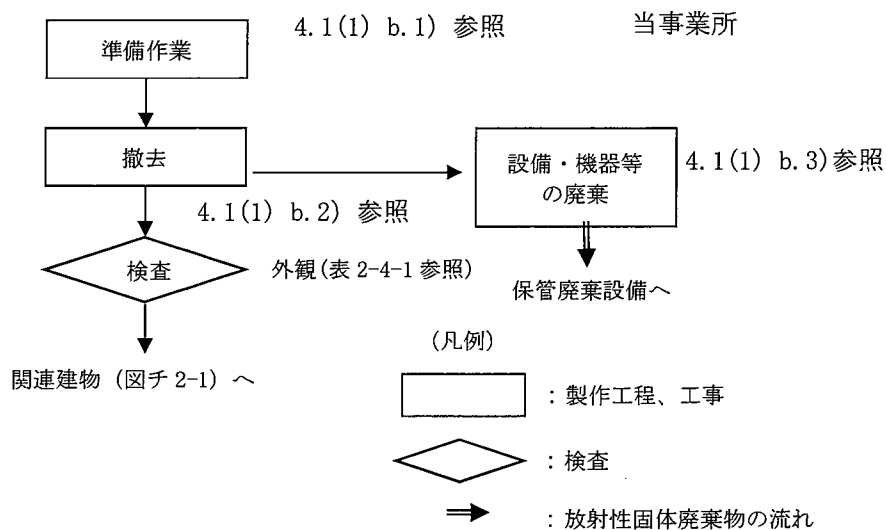 4.1(1) b.1) 参照
当事業所
準備作業
撤去
設備・機器等
の廃棄
4.1(1) b.3)参照
4.1(1) b.2) 参照
検査
外観(表 2-4-1 参照)
保管廃棄設備へ
関連建物 (図チ 2-1) へ
(凡例)
: 製作工程、工事
: 検査
: 放射性固体廃棄物の流れ